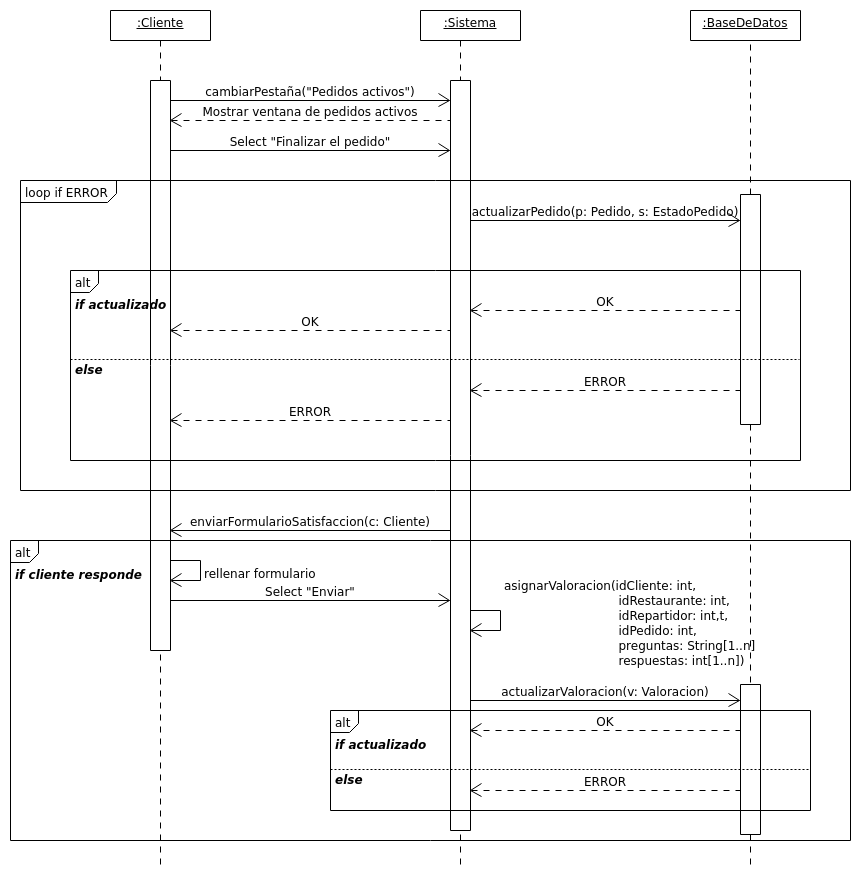 :Cliente
:Sistema
:BaseDeDatos
cambiarPestaña("Pedidos activos")
Mostrar ventana de pedidos activos
Select "Finalizar el pedido"
loop if ERROR
actualizarPedido(p: Pedido, s: EstadoPedido)
alt
if actualizado
OK
OK
else
ERROR
ERROR
enviarFormularioSatisfaccion(c: Cliente)
alt
if cliente responde
rellenar formulario
Select "Enviar"
asignarValoracion(idCliente: int,
idRestaurante: int,
idRepartidor: int,t,
idPedido: int,
preguntas: String[1..n]
respuestas: int[1..n])
actualizarValoracion(v: Valoracion)
alt
OK
if actualizado
else
ERROR